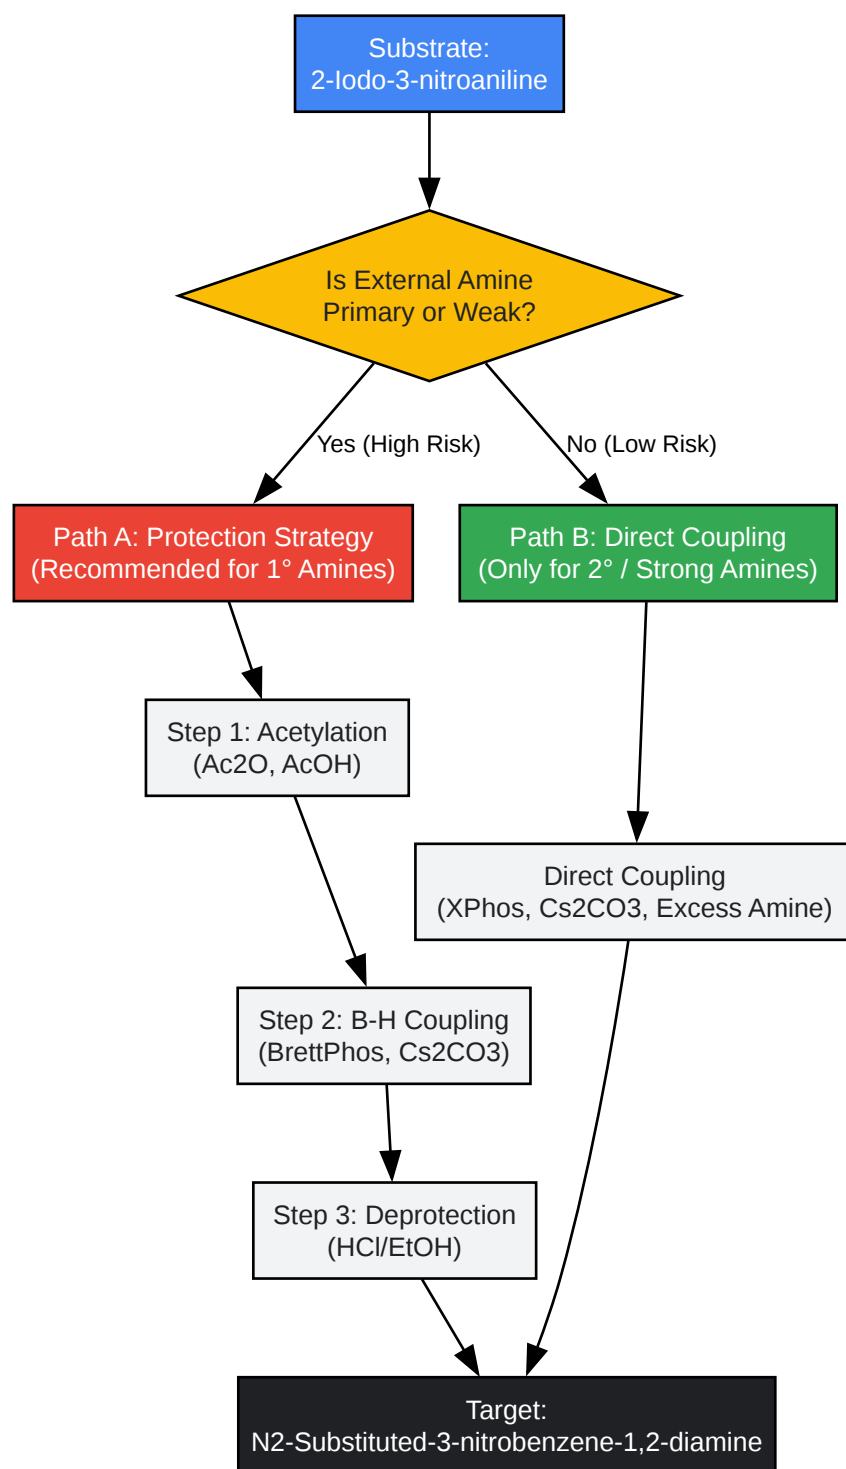 Substrate:
2-Iodo-3-nitroaniline
Is External Amine
Primary or Weak?
Yes (High Risk)
No (Low Risk)
Path A: Protection Strategy
(Recommended for 1° Amines)
Path B: Direct Coupling
(Only for 2° / Strong Amines)
Step 1: Acetylation
(Ac2O, AcOH)
Direct Coupling
(XPhos, Cs2CO3, Excess Amine)
Step 2: B-H Coupling
(BrettPhos, Cs2CO3)
Step 3: Deprotection
(HCl/EtOH)
Target:
N2-Substituted-3-nitrobenzene-1,2-diamine